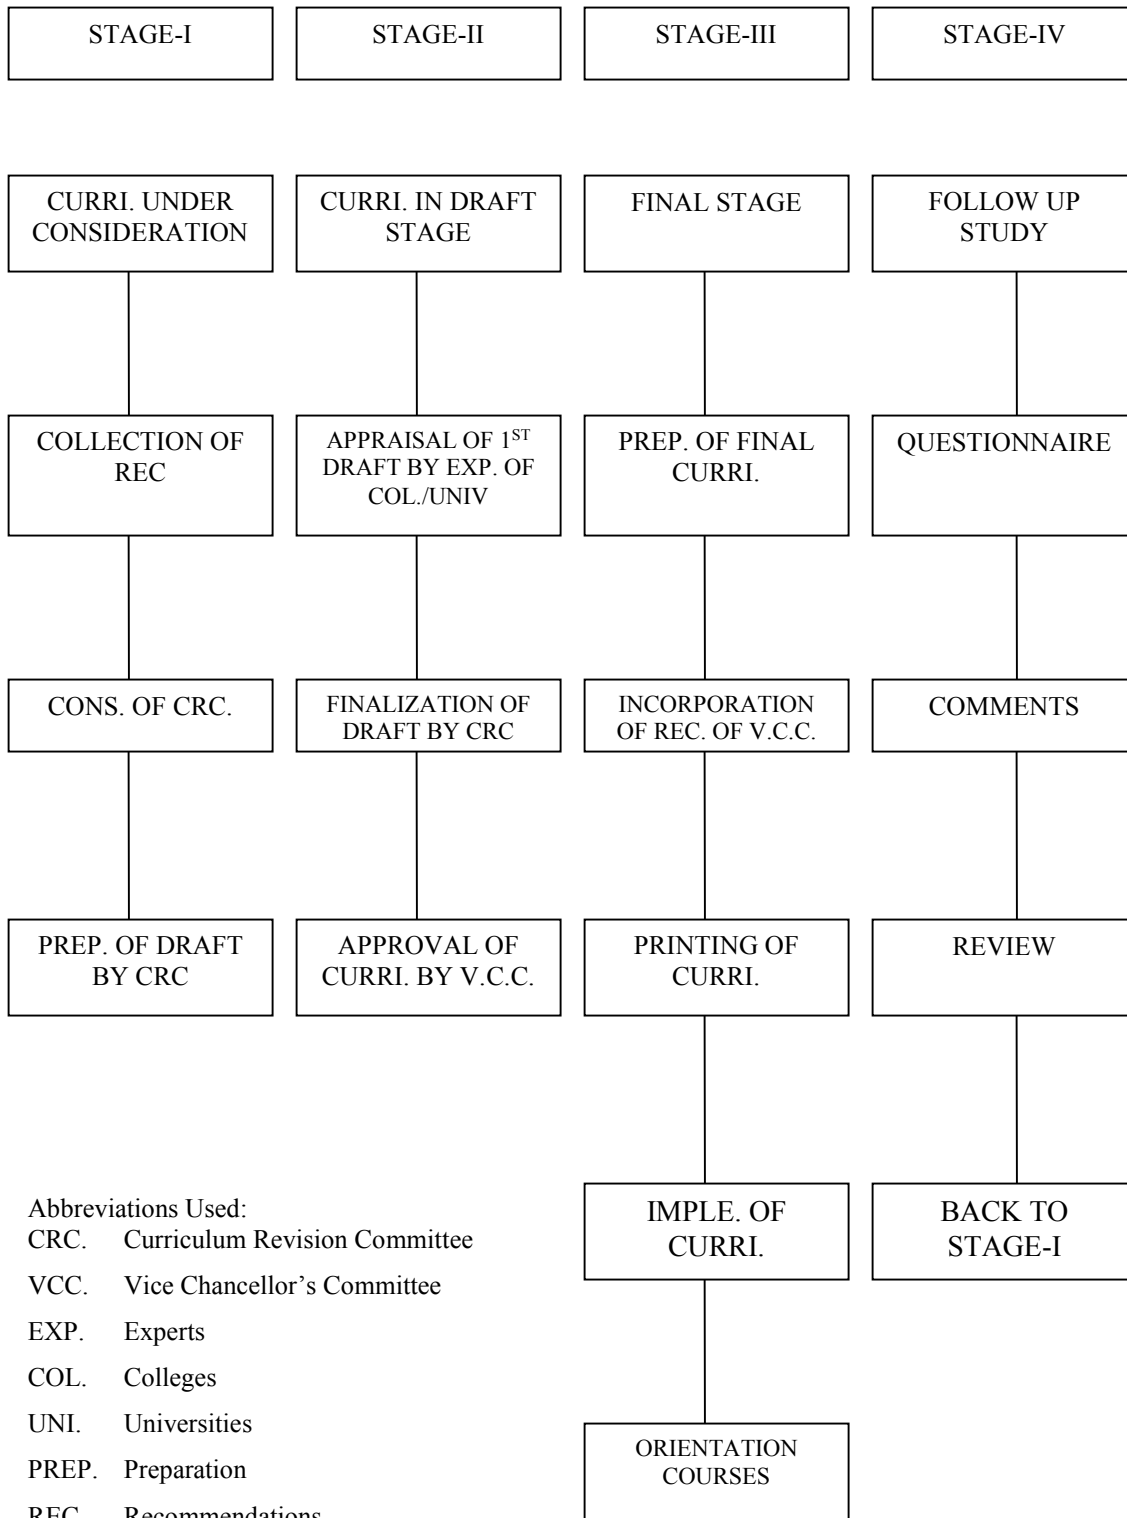 STAGE-I
STAGE-II
STAGE-III
STAGE-IV
CURRI. UNDER
CONSIDERATION
CURRI. IN DRAFT
STAGE
FINAL STAGE
FOLLOW UP
STUDY
COLLECTION OF
REC
APPRAISAL OF 1ST
DRAFT BY EXP. OF
COL./UNIV
PREP. OF FINAL
CURRI.
QUESTIONNAIRE
CONS. OF CRC.
FINALIZATION OF
DRAFT BY CRC
INCORPORATION
OF REC. OF V.C.C.
COMMENTS
PREP. OF DRAFT
BY CRC
APPROVAL OF
CURRI. BY V.C.C.
PRINTING OF
CURRI.
REVIEW
IMPLE. OF
CURRI.
BACK TO
STAGE-I
ORIENTATION
COURSES
Abbreviations Used:
CRC. Curriculum Revision Committee
VCC. Vice Chancellor’s Committee
EXP. Experts
COL. Colleges
UNI. Universities
PREP. Preparation
REC. Recommendations